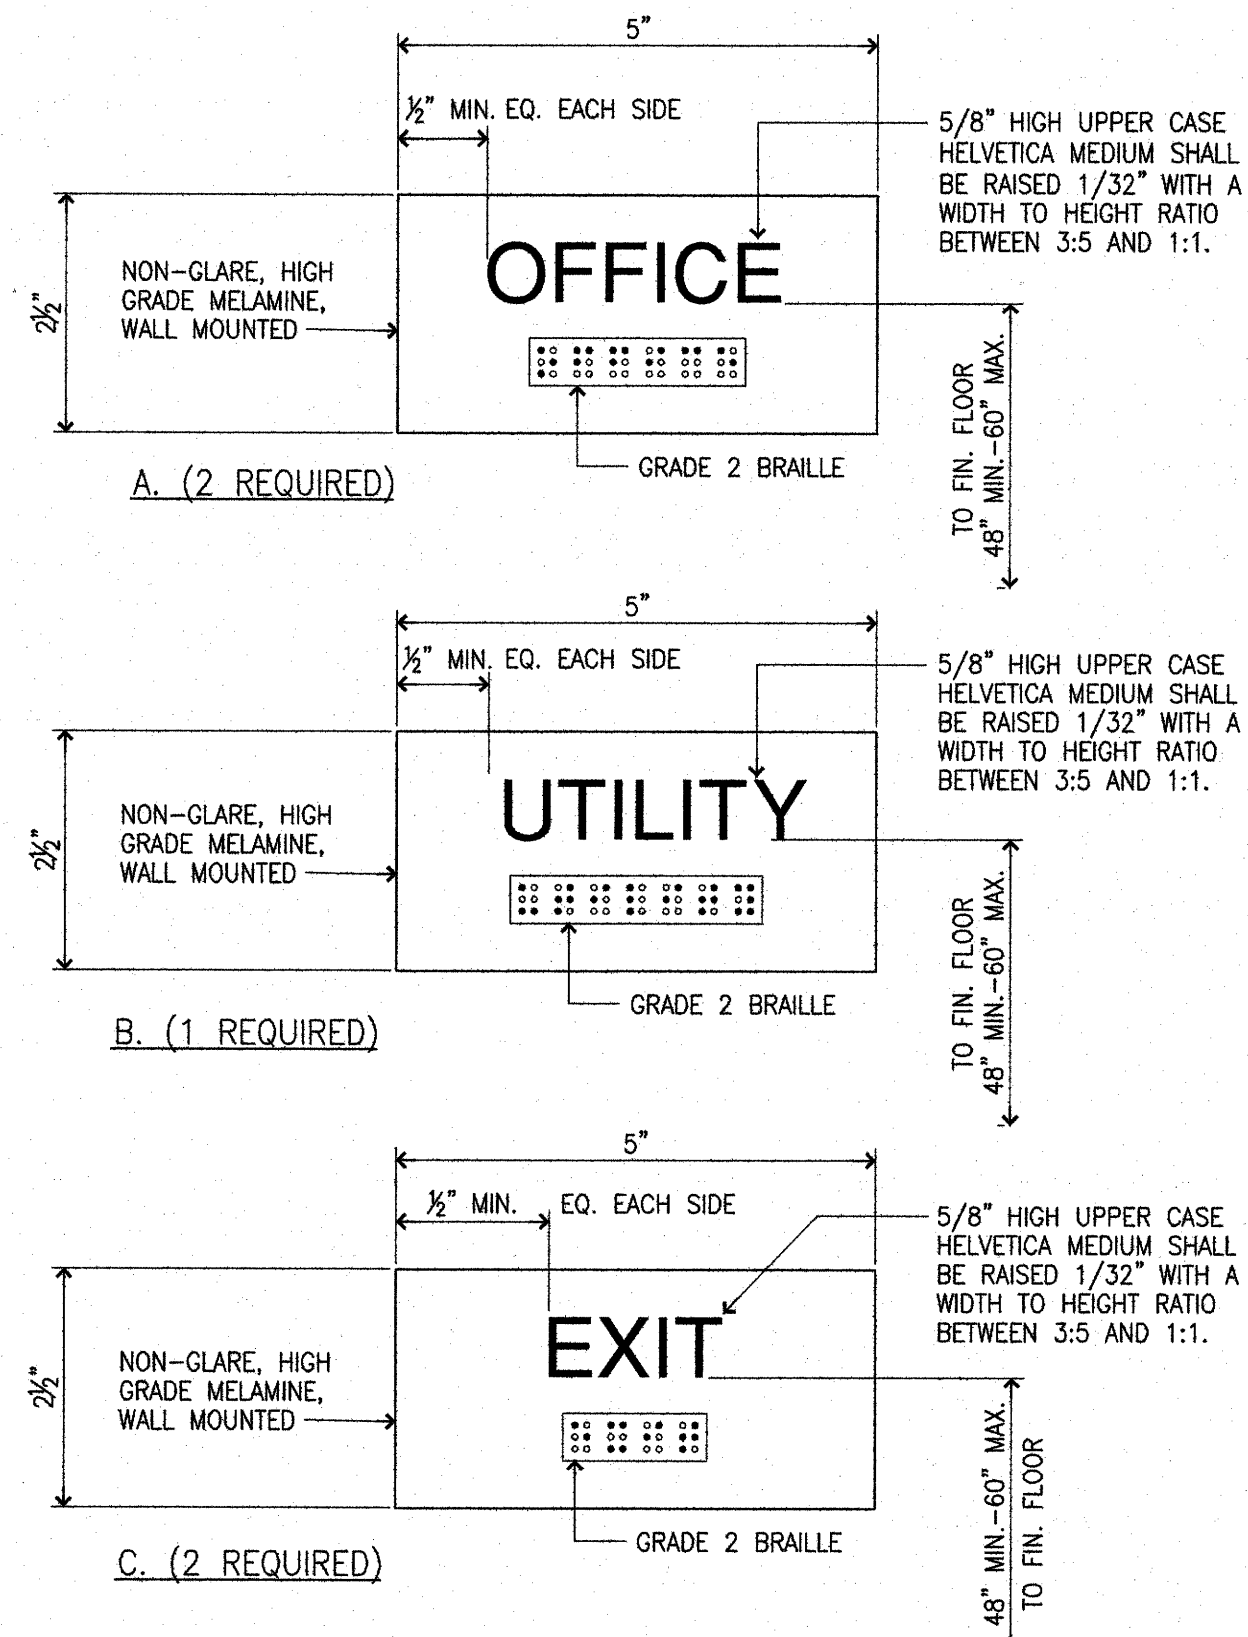 5"
½" MIN. EQ. EACH SIDE
5/8" HIGH UPPER CASE
HELVETICA MEDIUM SHALL
BE RAISED 1/32" WITH A
WIDTH TO HEIGHT RATIO
BETWEEN 3:5 AND 1:1.
2½"
NON-GLARE, HIGH
GRADE MELAMINE,
WALL MOUNTED
OFFICE
GRADE 2 BRAILLE
TO FIN. FLOOR
48" MIN.-60" MAX.
A. (2 REQUIRED)
5"
½" MIN. EQ. EACH SIDE
5/8" HIGH UPPER CASE
HELVETICA MEDIUM SHALL
BE RAISED 1/32" WITH A
WIDTH TO HEIGHT RATIO
BETWEEN 3:5 AND 1:1.
2½"
NON-GLARE, HIGH
GRADE MELAMINE,
WALL MOUNTED
UTILITY
GRADE 2 BRAILLE
TO FIN. FLOOR
48" MIN.-60" MAX.
B. (1 REQUIRED)
5"
½" MIN. EQ. EACH SIDE
5/8" HIGH UPPER CASE
HELVETICA MEDIUM SHALL
BE RAISED 1/32" WITH A
WIDTH TO HEIGHT RATIO
BETWEEN 3:5 AND 1:1.
2½"
NON-GLARE, HIGH
GRADE MELAMINE,
WALL MOUNTED
EXIT
GRADE 2 BRAILLE
48" MIN.-60" MAX.
TO FIN. FLOOR
C. (2 REQUIRED)